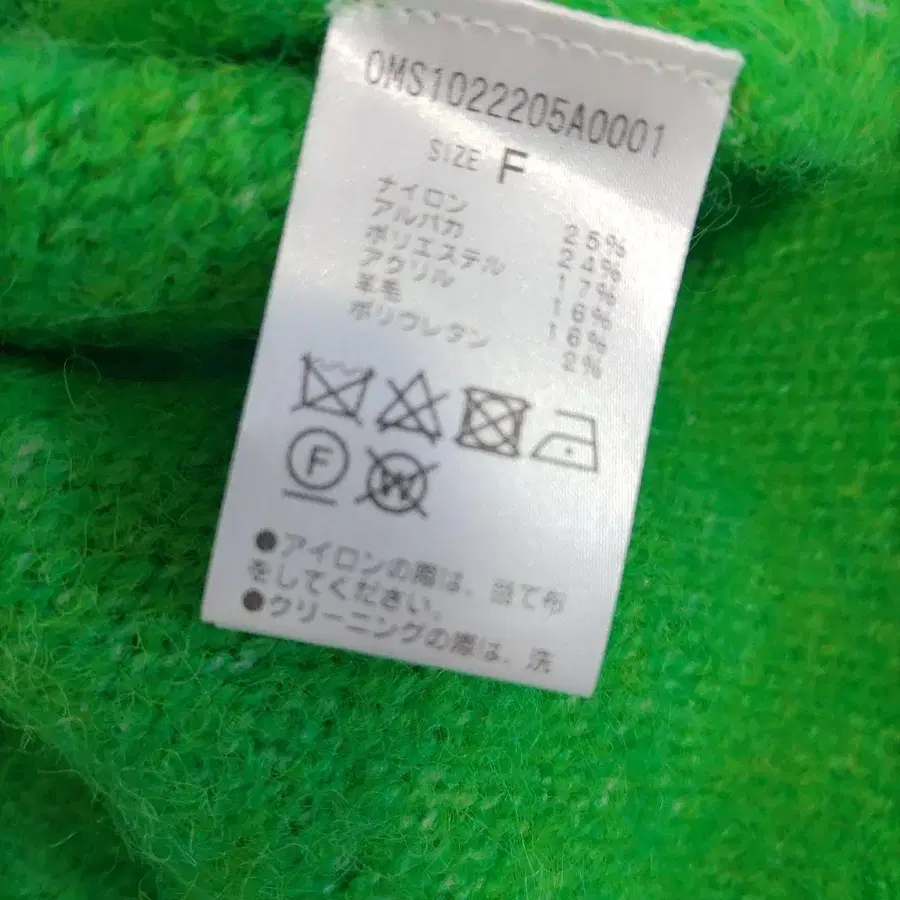 OMS1022205A0001
SIZE F
ナイロン 25%
アルパカ 24%
ポリエステル 17%
アクリル 16%
羊毛 16%
ポリウレタン 2%
F
W
●アイロンの際は、当て布
をしてください。
●クリーニングの際は、洗